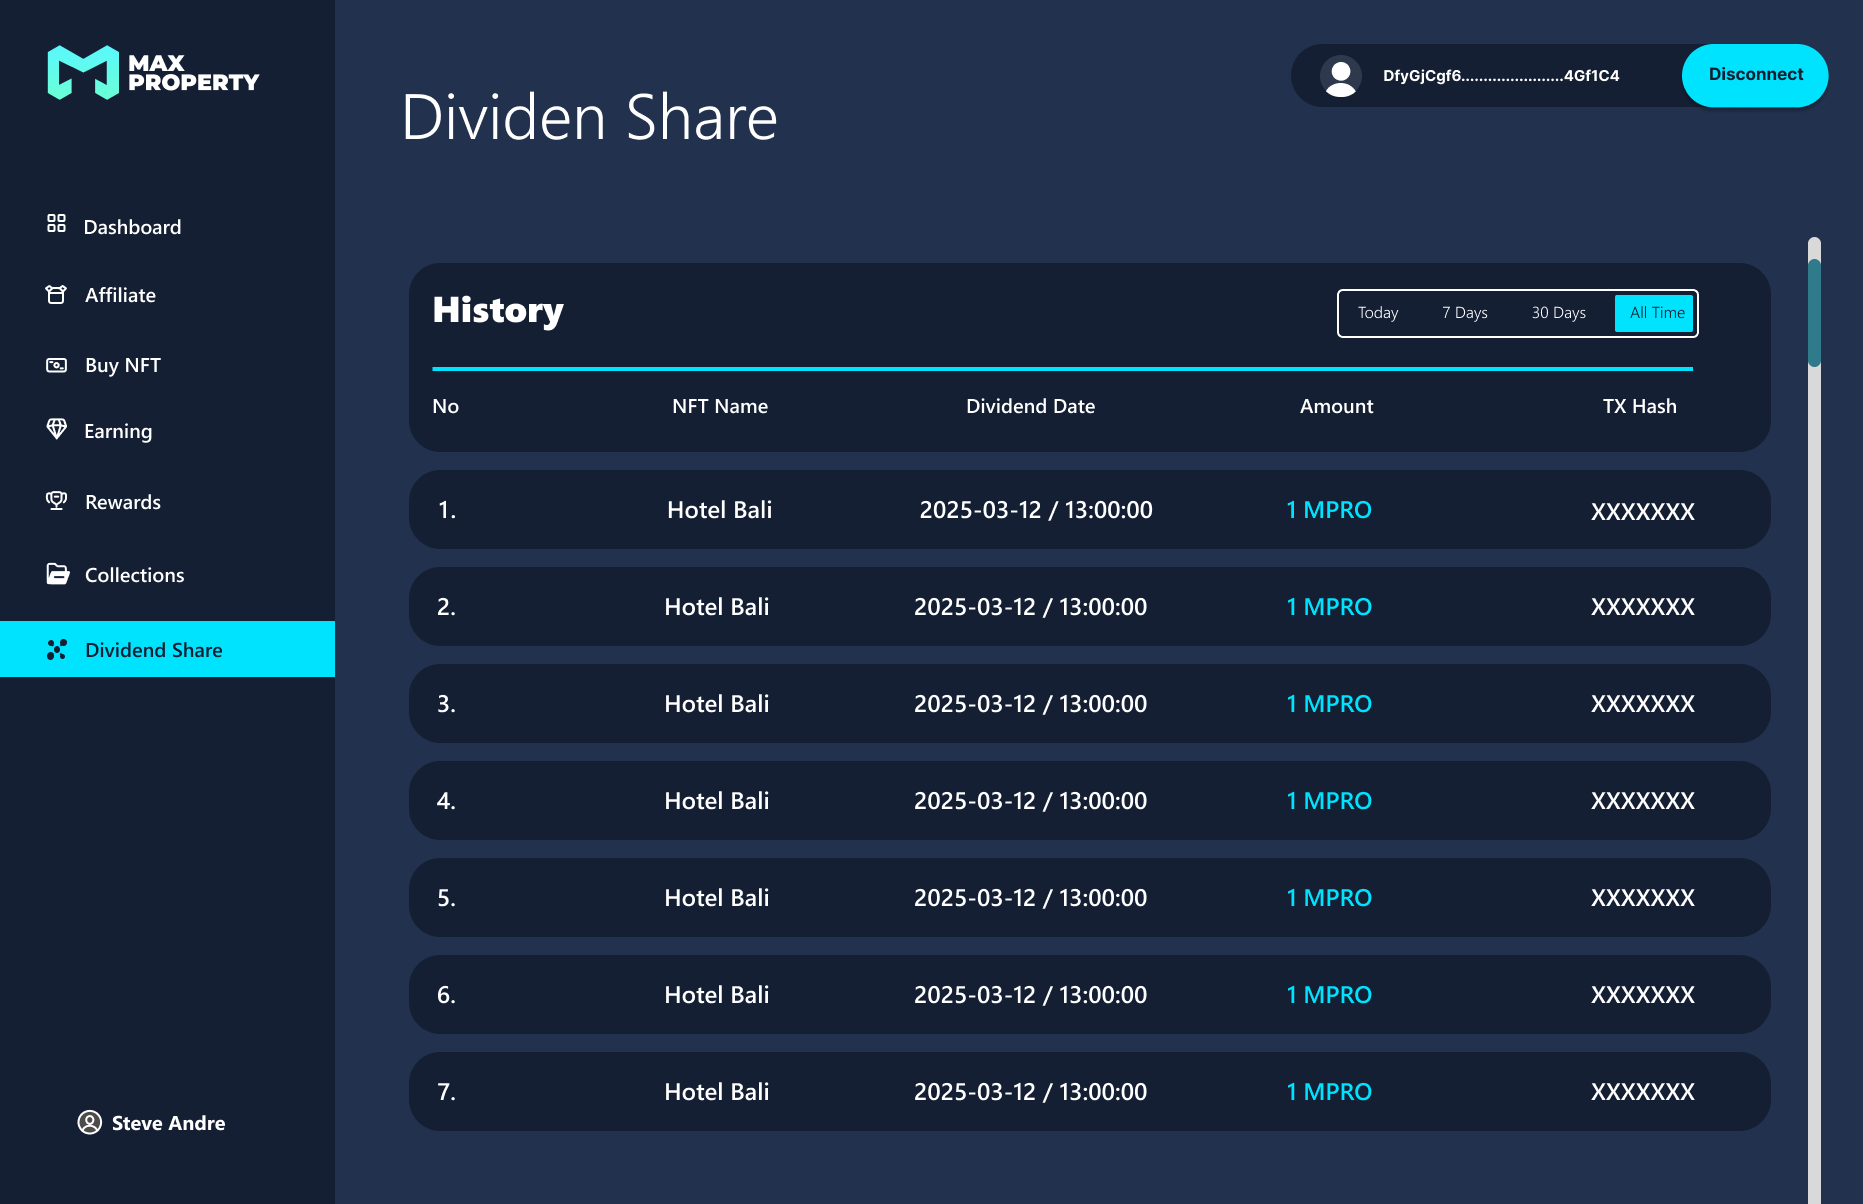 MAX
PROPERTY
Dashboard
Affiliate
Buy NFT
Earning
Rewards
Collections
Dividend Share
Steve Andre
Dividen Share
DfyGjCgf6.......................4Gf1C4
Disconnect
History
Today 7 Days 30 Days All Time
No NFT Name Dividend Date Amount TX Hash
1. Hotel Bali 2025-03-12 / 13:00:00 1 MPRO XXXXXXX
2. Hotel Bali 2025-03-12 / 13:00:00 1 MPRO XXXXXXX
3. Hotel Bali 2025-03-12 / 13:00:00 1 MPRO XXXXXXX
4. Hotel Bali 2025-03-12 / 13:00:00 1 MPRO XXXXXXX
5. Hotel Bali 2025-03-12 / 13:00:00 1 MPRO XXXXXXX
6. Hotel Bali 2025-03-12 / 13:00:00 1 MPRO XXXXXXX
7. Hotel Bali 2025-03-12 / 13:00:00 1 MPRO XXXXXXX